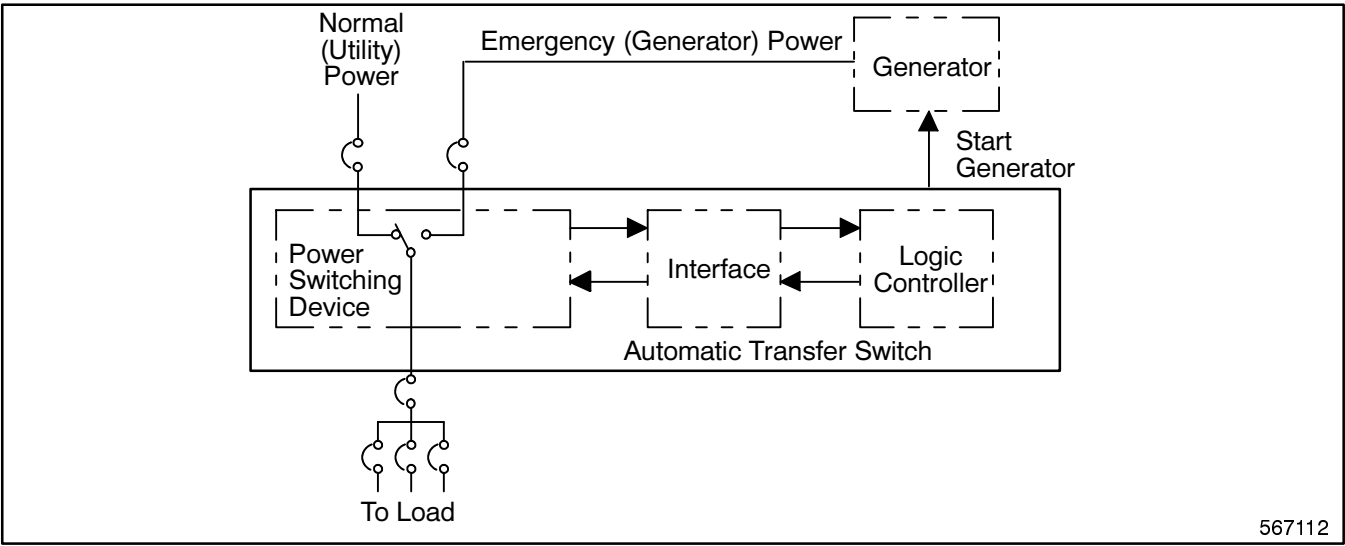 Normal
(Utility)
Power
Emergency (Generator) Power
Generator
Start
Generator
Power
Switching
Device
Interface
Logic
Controller
Automatic Transfer Switch
To Load
567112